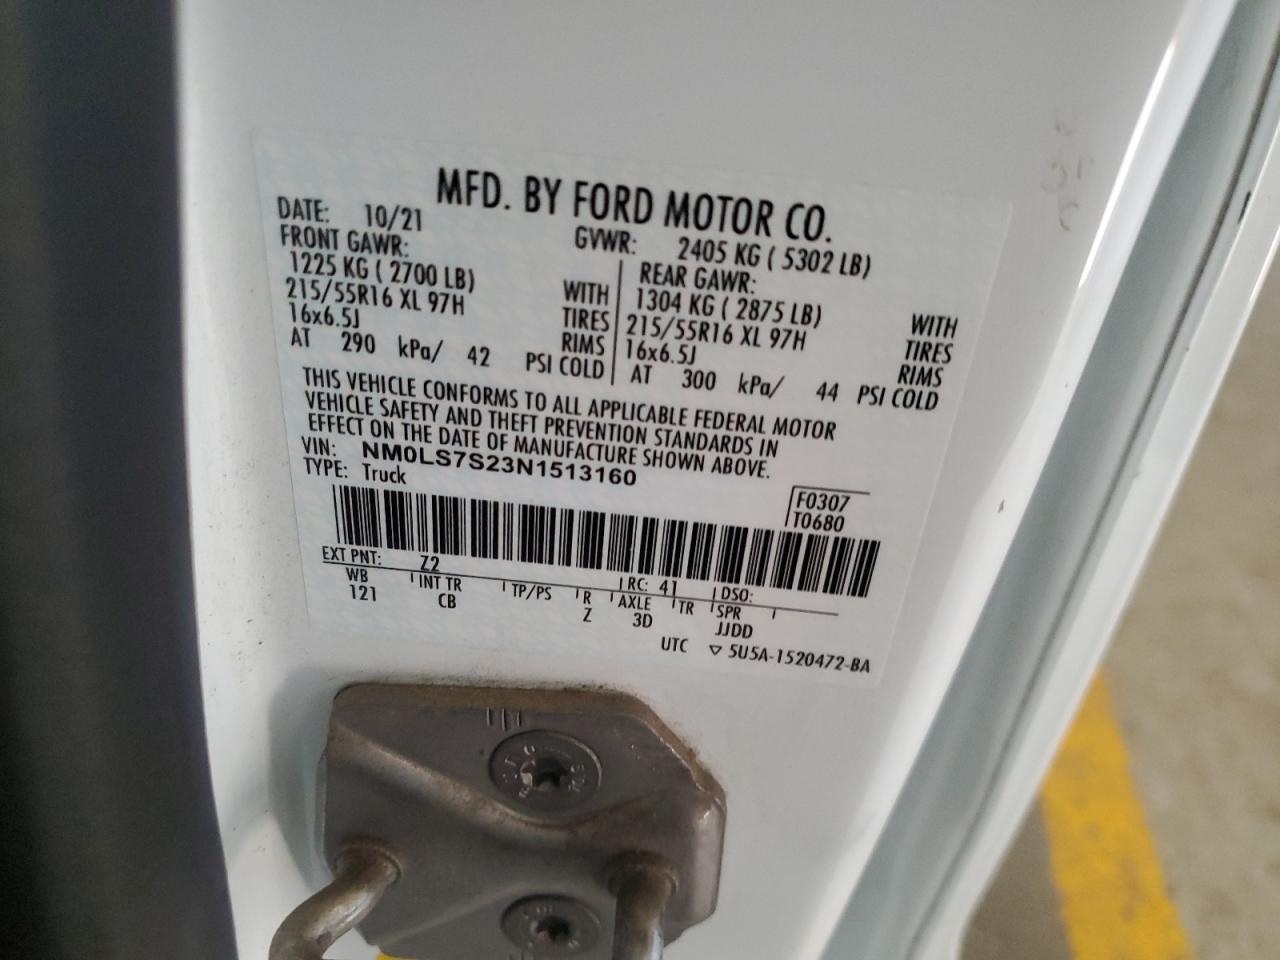 MFD. BY FORD MOTOR CO.
DATE: 10/21 GVWR: 2405 KG ( 5302 LB)
FRONT GAWR: REAR GAWR:
1225 KG ( 2700 LB) WITH 1304 KG ( 2875 LB) WITH
215/55R16 XL 97H TIRES 215/55R16 XL 97H TIRES
16x6.5J RIMS 16x6.5J RIMS
AT 290 kPa/ 42 PSI COLD AT 300 kPa/ 44 PSI COLD
THIS VEHICLE CONFORMS TO ALL APPLICABLE FEDERAL MOTOR
VEHICLE SAFETY AND THEFT PREVENTION STANDARDS IN
EFFECT ON THE DATE OF MANUFACTURE SHOWN ABOVE.
VIN: NM0LS7S23N1513160
TYPE: Truck
F0307
T0680
EXT PNT: Z2 RC: 41 DSO:
WB INT TR TP/PS R AXLE TR SPR
121 CB Z 3D JJDD
UTC ▽ 5U5A-1520472-BA